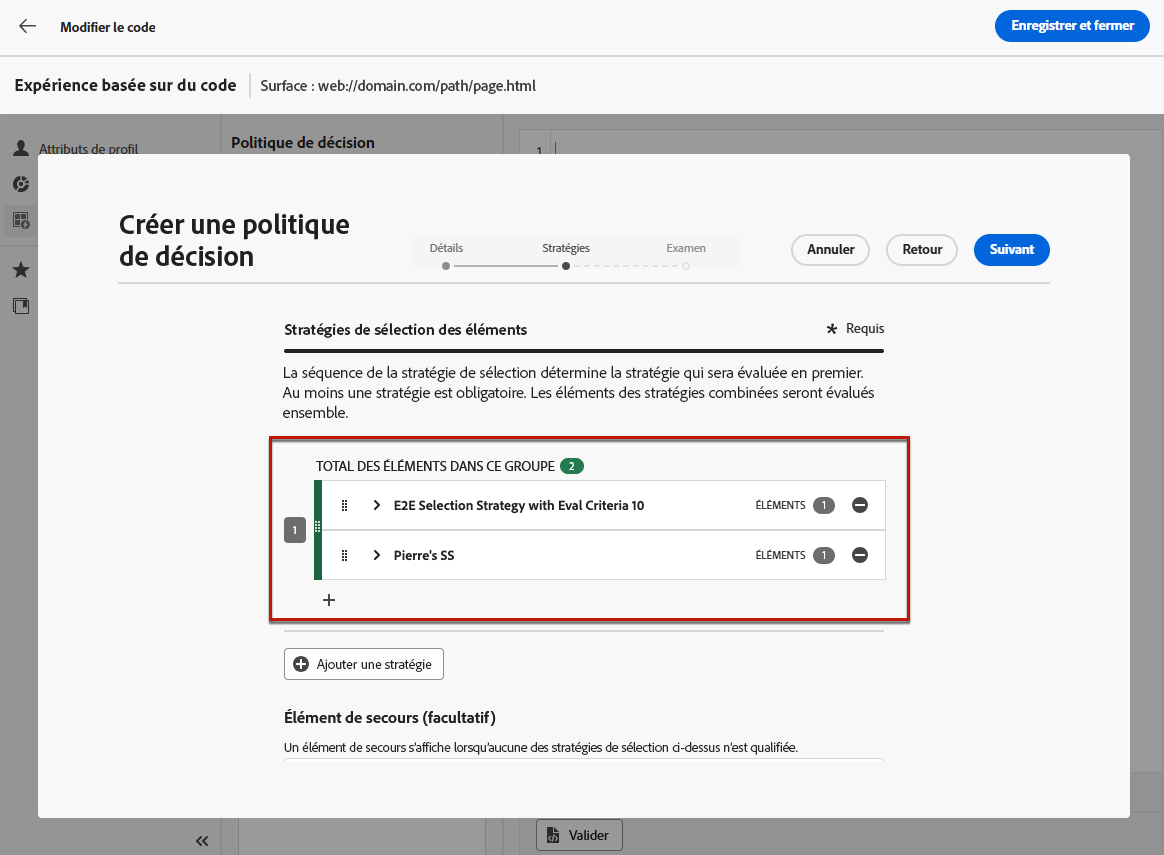 Modifier le code
Enregistrer et fermer
Expérience basée sur du code
Surface : web://domain.com/path/page.html
Attributs de profil
Politique de décision
1
Créer une politique
de décision
Détails
Stratégies
Examen
Annuler
Retour
Suivant
Stratégies de sélection des éléments
* Requis
La séquence de la stratégie de sélection détermine la stratégie qui sera évaluée en premier.
Au moins une stratégie est obligatoire. Les éléments des stratégies combinées seront évalués
ensemble.
TOTAL DES ÉLÉMENTS DANS CE GROUPE 2
1
E2E Selection Strategy with Eval Criteria 10
ÉLÉMENTS 1
Pierre's SS
ÉLÉMENTS 1
Ajouter une stratégie
Élément de secours (facultatif)
Un élément de secours s'affiche lorsqu'aucune des stratégies de sélection ci-dessus n'est qualifiée.
Valider